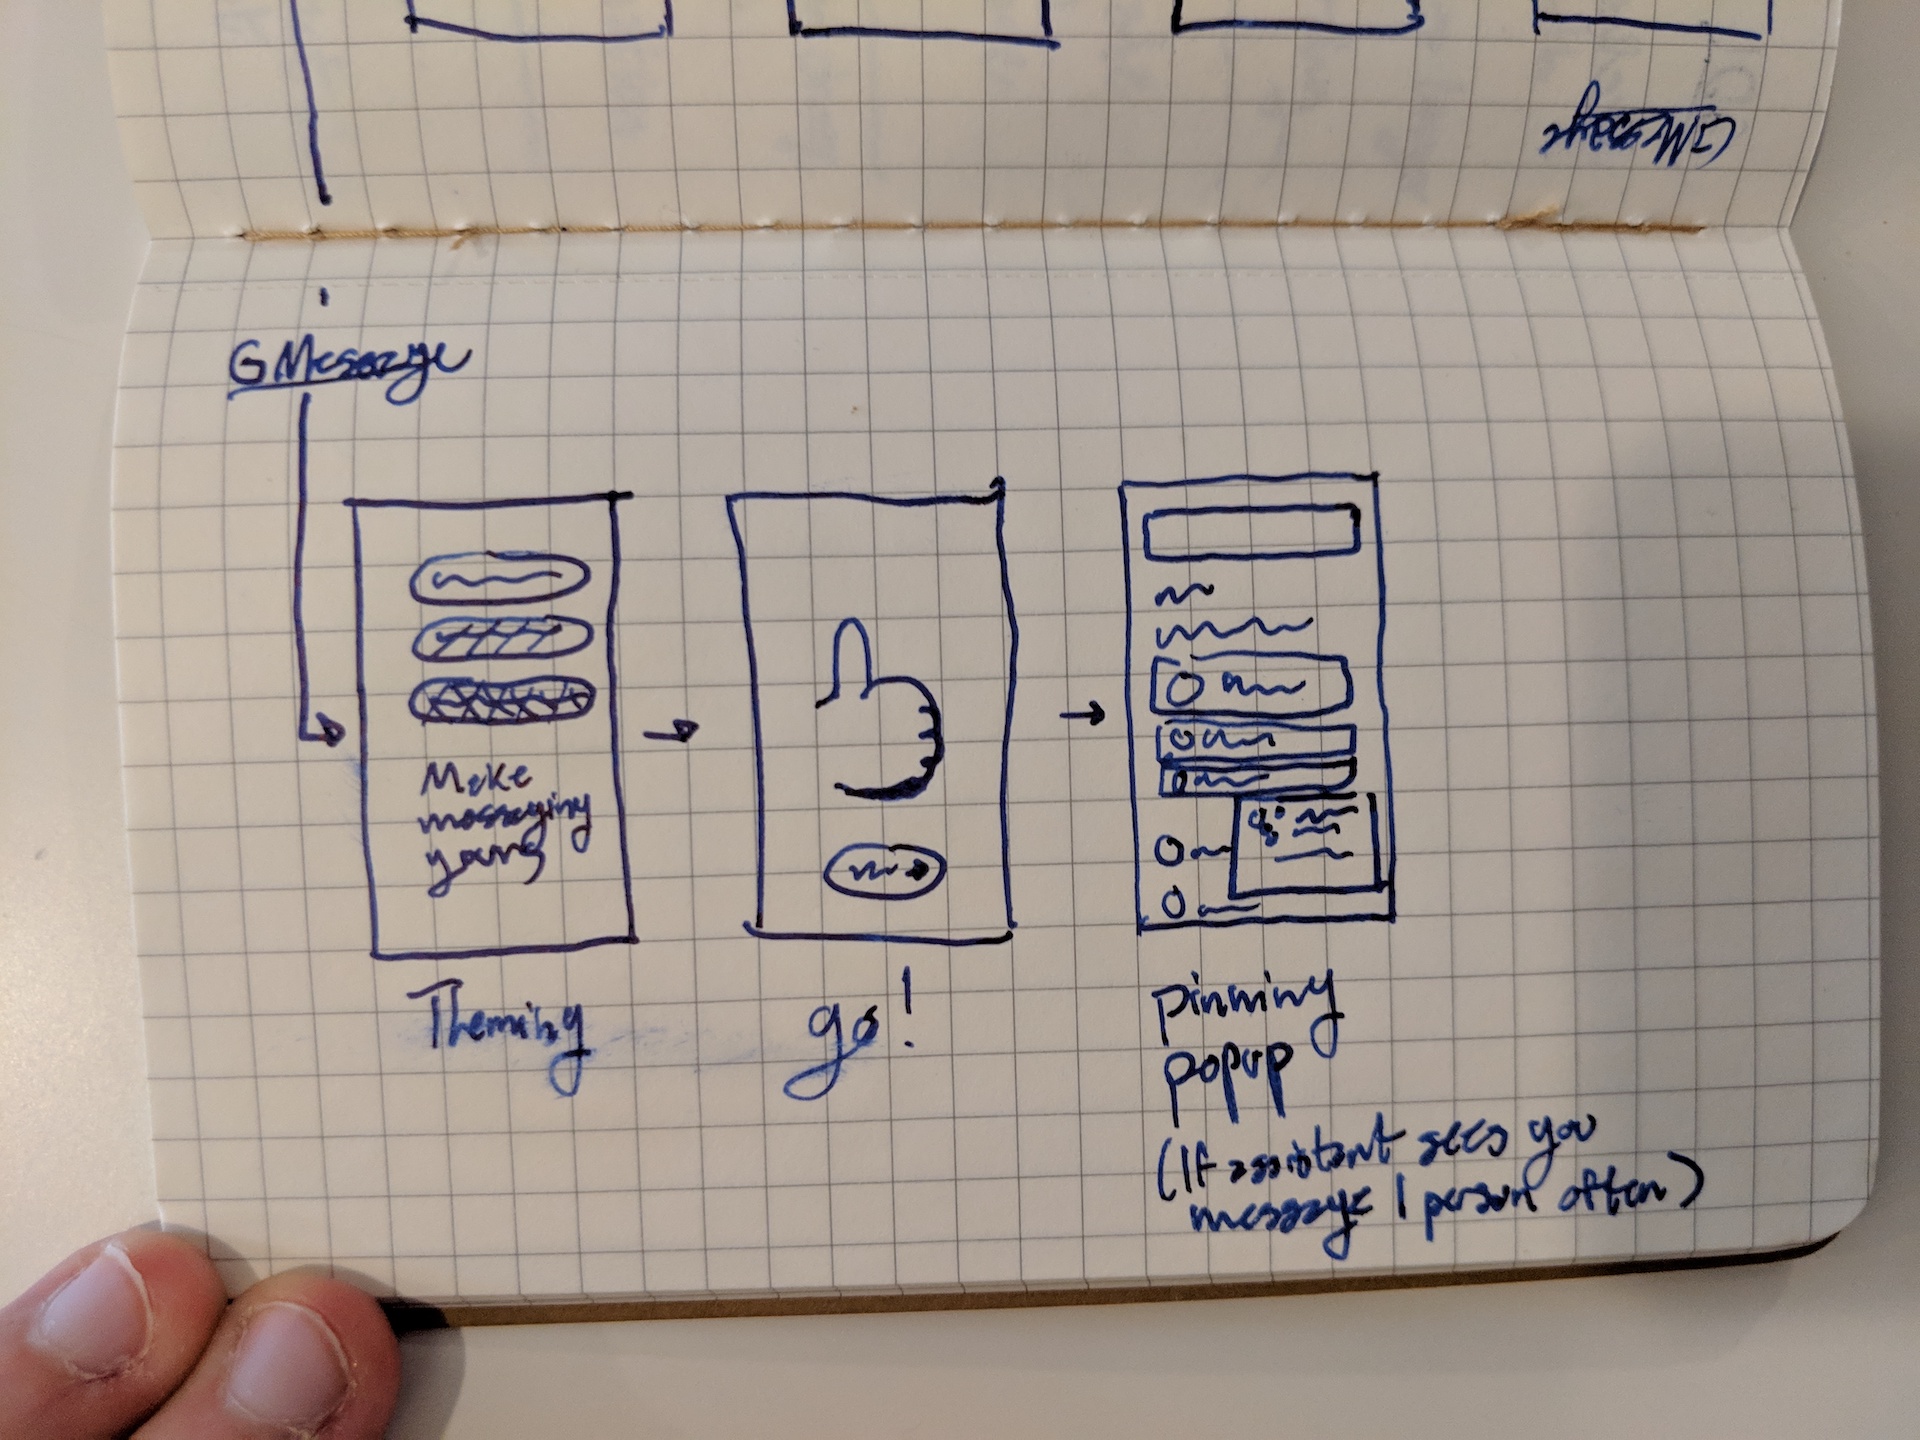 GMessage
GMessage
Make
messaging
yours
Theming
go!
pinning
popup
(If assistant sees you
message 1 person often)